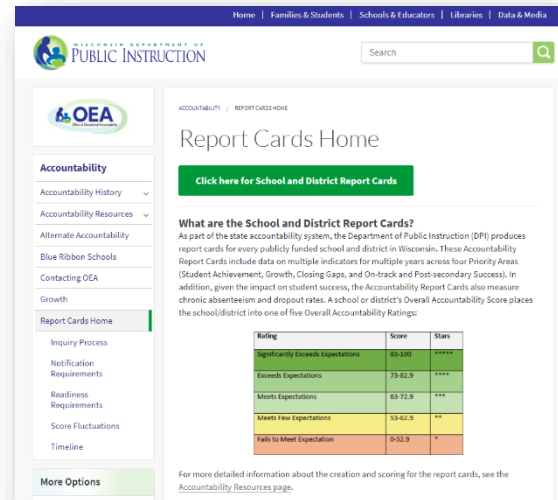 Home | Families & Students | Schools & Educators | Libraries | Data & Media
WISCONSIN DEPARTMENT OF
PUBLIC INSTRUCTION
Search
OEA
Office of Educational Accountability
Accountability
Accountability History
Accountability Resources
Alternate Accountability
Blue Ribbon Schools
Contacting OEA
Growth
Report Cards Home
Inquiry Process
Notification
Requirements
Readiness
Requirements
Score Fluctuations
Timeline
More Options
ACCOUNTABILITY / REPORT CARDS HOME
Report Cards Home
Click here for School and District Report Cards
What are the School and District Report Cards?
As part of the state accountability system, the Department of Public Instruction (DPI) produces
report cards for every publicly funded school and district in Wisconsin. These Accountability
Report Cards include data on multiple indicators for multiple years across four Priority Areas
(Student Achievement, Growth, Closing Gaps, and On-track and Post-secondary Success). In
addition, given the impact on student success, the Accountability Report Cards also measure
chronic absenteeism and dropout rates. A school or district's Overall Accountability Score places
the school/district into one of five Overall Accountability Ratings:
Rating Score Stars
Significantly Exceeds Expectations 83-100 *****
Exceeds Expectations 73-82.9 ****
Meets Expectations 63-72.9 ***
Meets Few Expectations 53-62.9 **
Fails to Meet Expectation 0-52.9 *
For more detailed information about the creation and scoring for the report cards, see the
Accountability Resources page.